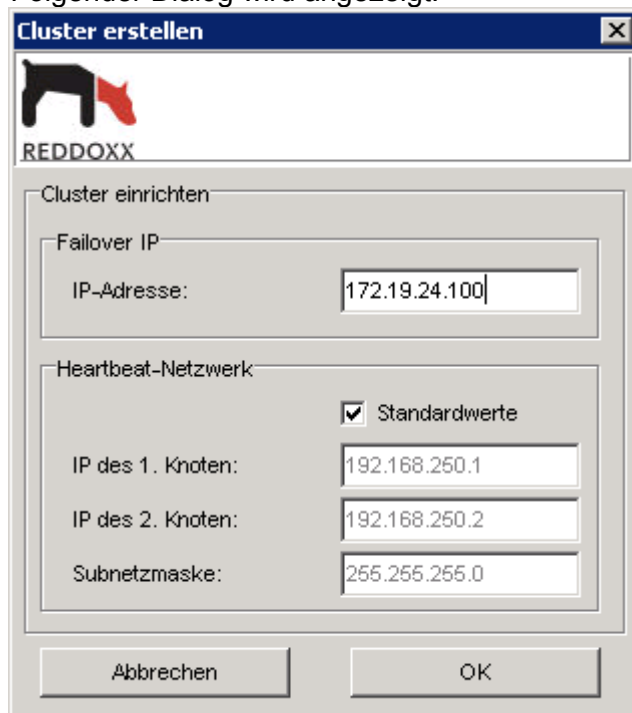 Folgender Dialog wird angezeigt:
Cluster erstellen
REDDOXX
Cluster einrichten
Failover IP
IP-Adresse: 172.19.24.100
Heartbeat-Netzwerk
Standardwerte
IP des 1. Knoten: 192.168.250.1
IP des 2. Knoten: 192.168.250.2
Subnetzmaske: 255.255.255.0
Abbrechen OK